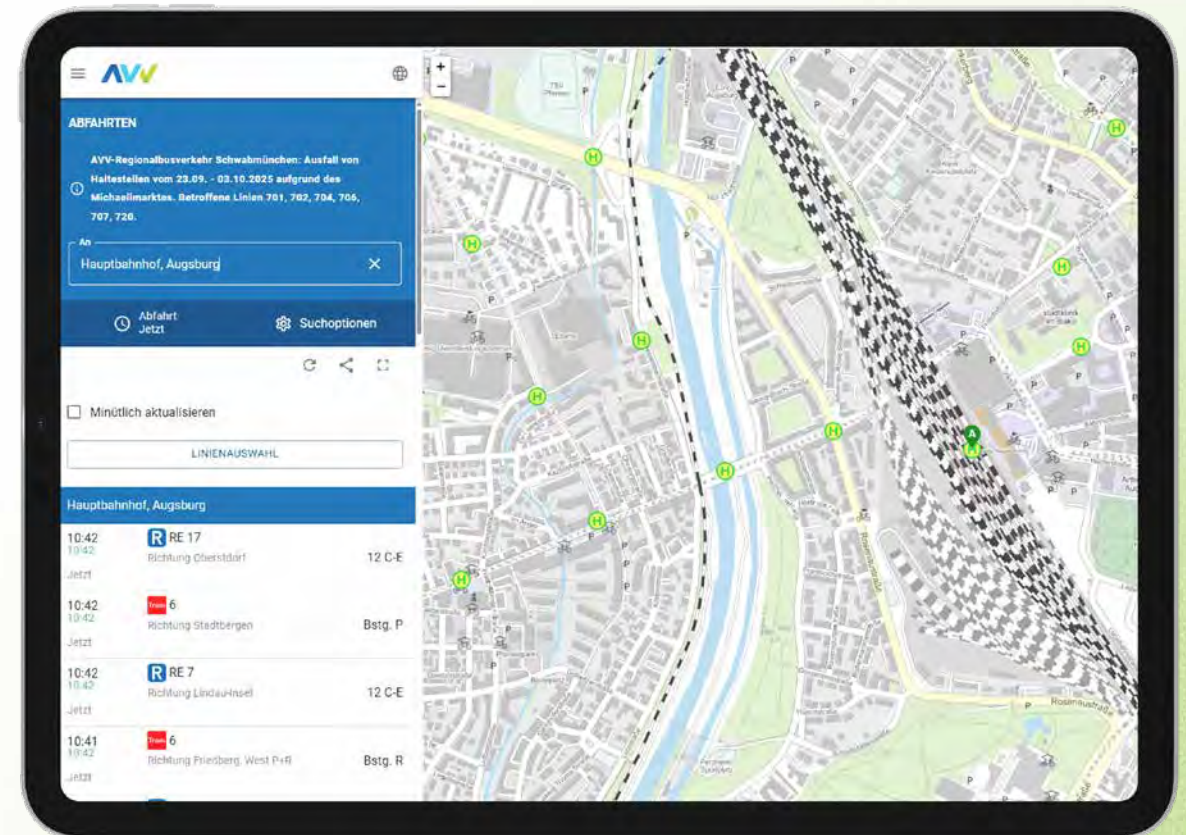 AVV
ABFAHRTEN
AVV-Regionalbusverkehr Schwabmünchen: Ausfall von
Haltestellen vom 23.09. - 03.10.2025 aufgrund des
Michaelimarktes. Betroffene Linien 701, 702, 704, 706,
707, 720.
An
Hauptbahnhof, Augsburg
Abfahrt
Jetzt
Suchoptionen
Minütlich aktualisieren
LINIENAUSWAHL
Hauptbahnhof, Augsburg
10:42
R RE 17
10:42
Richtung Oberstdorf
12 C-E
Jetzt
10:42
Tram 6
10:42
Richtung Stadtbergen
Bstg. P
Jetzt
10:42
R RE 7
10:42
Richtung Lindau-Insel
12 C-E
Jetzt
10:41
Tram 6
10:42
Richtung Friedberg, West P+R
Bstg. R
Jetzt
+
-
H
H
H
H
H
H
H
H
H
H
H
H
A
Rosenaustraße
Rosenaustraße